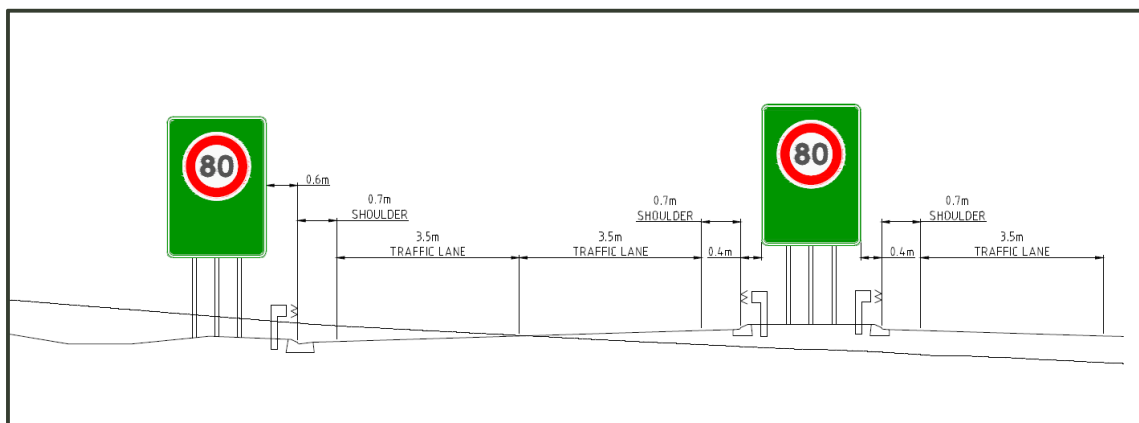 80
80
0.6m
0.7m
SHOULDER
0.7m
SHOULDER
0.7m
SHOULDER
3.5m
TRAFFIC LANE
3.5m
TRAFFIC LANE
0.4m
0.4m
3.5m
TRAFFIC LANE